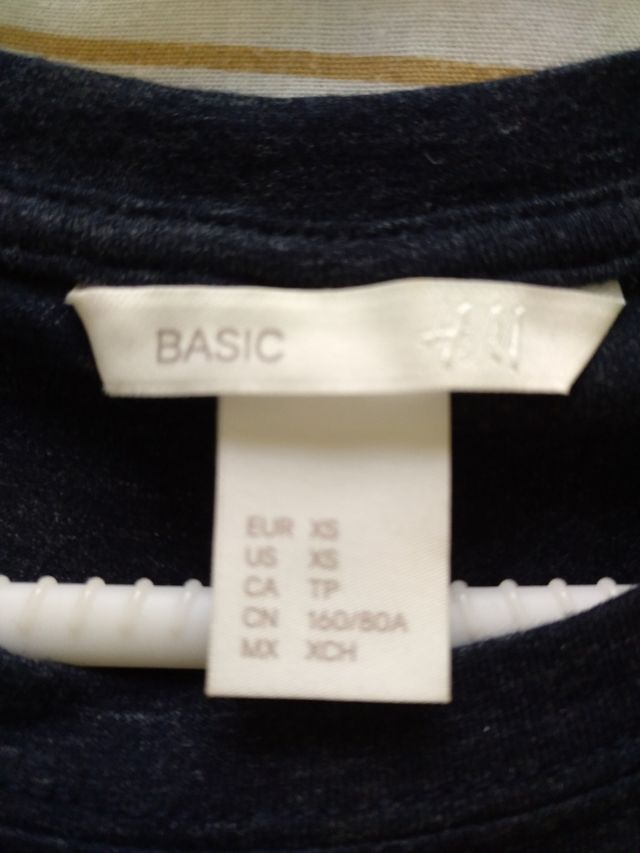 BASIC H&M
EUR XS
US XS
CA TP
CN 160/80A
MX XCH